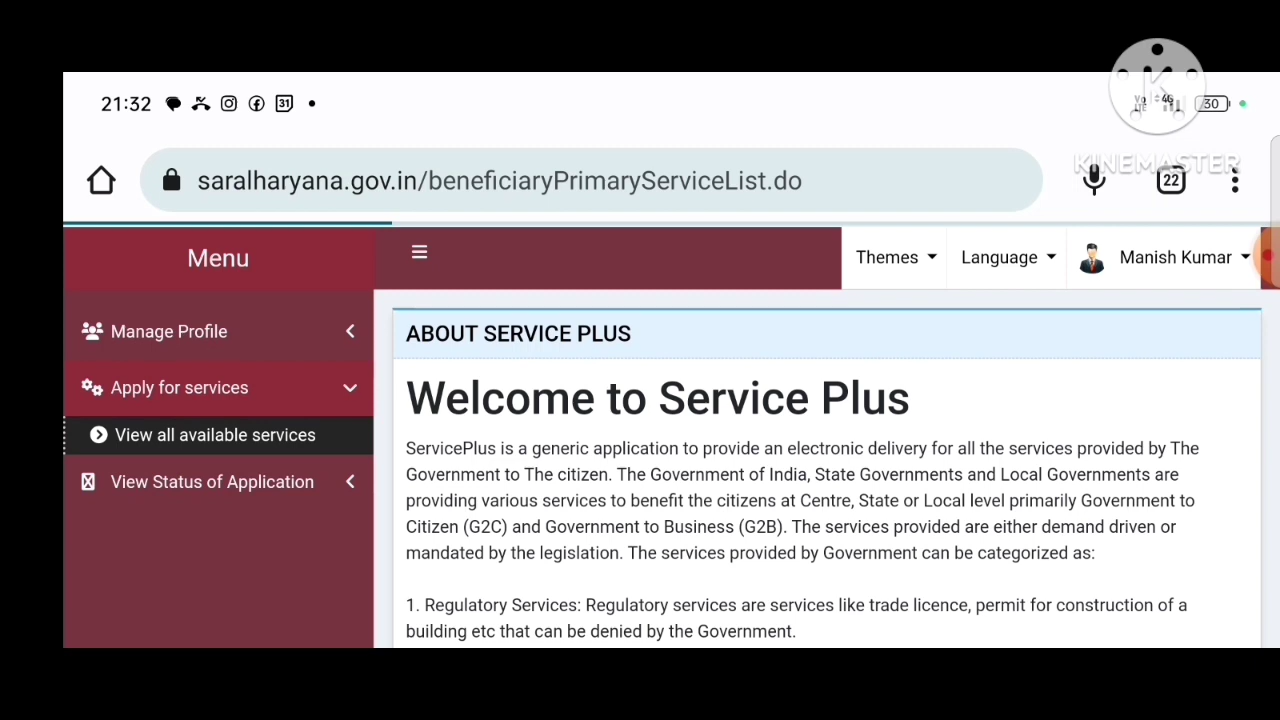 21:32
31
Vo
LTE
4G
30
K
KINEMASTER
saralharyana.gov.in/beneficiaryPrimaryServiceList.do
22
Menu
Themes
Language
Manish Kumar
Manage Profile
Apply for services
View all available services
View Status of Application
ABOUT SERVICE PLUS
Welcome to Service Plus
ServicePlus is a generic application to provide an electronic delivery for all the services provided by The
Government to The citizen. The Government of India, State Governments and Local Governments are
providing various services to benefit the citizens at Centre, State or Local level primarily Government to
Citizen (G2C) and Government to Business (G2B). The services provided are either demand driven or
mandated by the legislation. The services provided by Government can be categorized as:
1. Regulatory Services: Regulatory services are services like trade licence, permit for construction of a
building etc that can be denied by the Government.